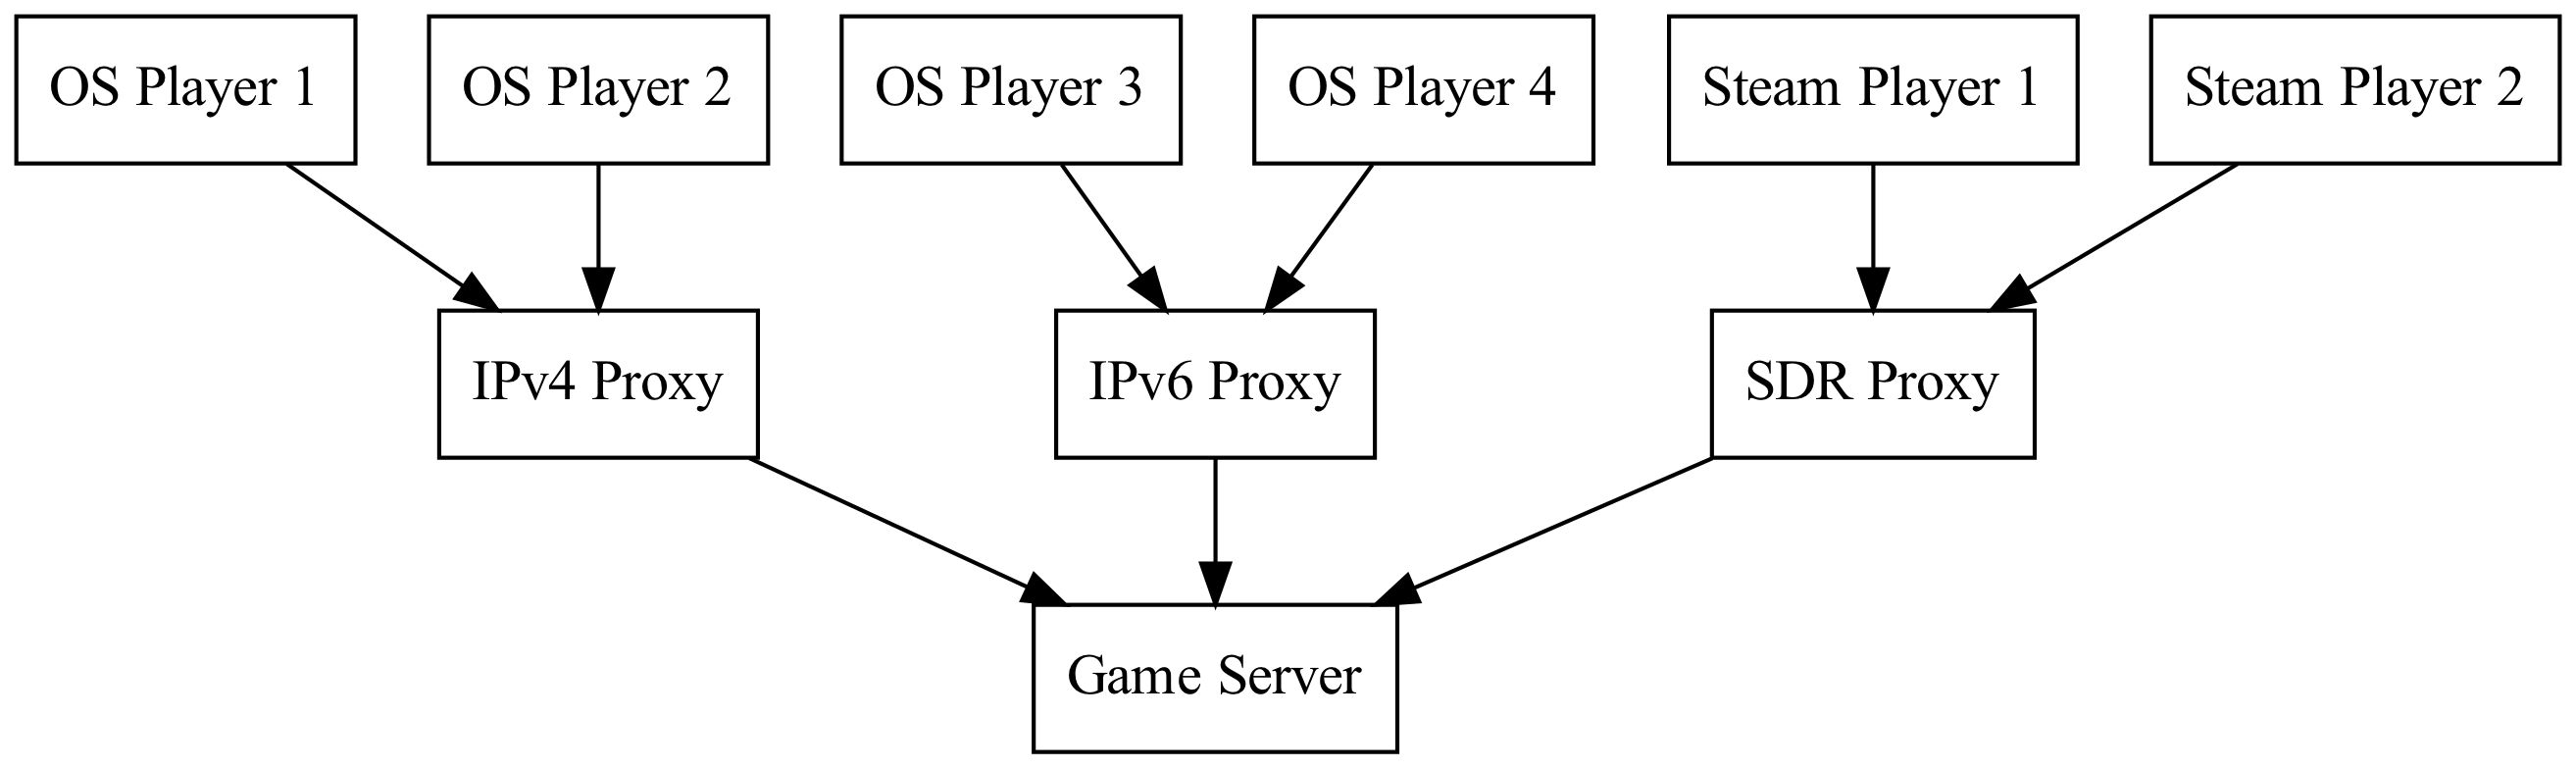 OS Player 1
OS Player 2
OS Player 3
OS Player 4
Steam Player 1
Steam Player 2
IPv4 Proxy
IPv6 Proxy
SDR Proxy
Game Server